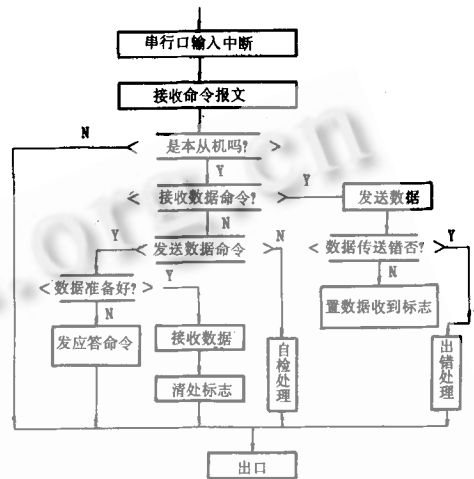 串行口输入中断
接收命令报文
N
是本从机吗?
Y
接收数据命令?
Y
发送数据
N
Y
发送数据命令
N
数据传送错否?
Y
数据准备好?
Y
N
置数据收到标志
N
发应答命令
接收数据
自检处理
出错处理
清处标志
出口